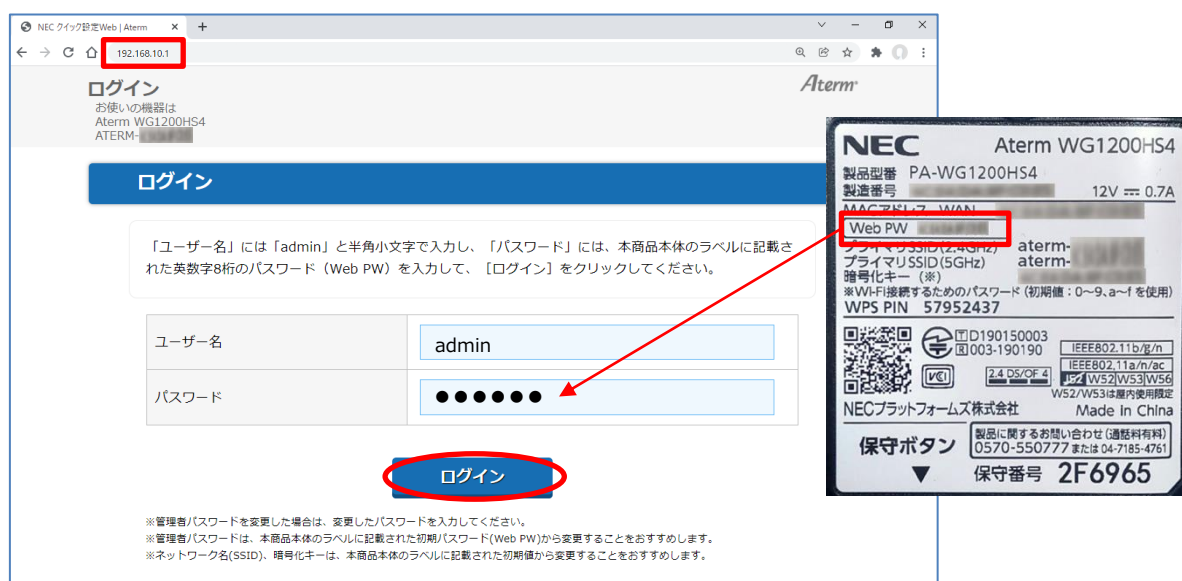 NEC クイック設定Web | Aterm
192.168.10.1
ログイン
お使いの機器は
Aterm WG1200HS4
ATERM-
Aterm
ログイン
「ユーザー名」には「admin」と半角小文字で入力し、「パスワード」には、本商品本体のラベルに記載さ
れた英数字8桁のパスワード（Web PW）を入力して、［ログイン］をクリックしてください。
ユーザー名
admin
パスワード
●●●●●●
ログイン
※管理者パスワードを変更した場合は、変更したパスワードを入力してください。
※管理者パスワードは、本商品本体のラベルに記載された初期パスワード(Web PW)から変更することをおすすめします。
※ネットワーク名(SSID)、暗号化キーは、本商品本体のラベルに記載された初期値から変更することをおすすめします。
NEC Aterm WG1200HS4
製品型番 PA-WG1200HS4
製造番号 12V 0.7A
MACアドレス WAN
Web PW
プライマリSSID(2.4GHz) aterm-
プライマリSSID(5GHz) aterm-
暗号化キー（※）
※Wi-Fi接続するためのパスワード（初期値：0～9、a～fを使用）
WPS PIN 57952437
T D190150003
R 003-190190
IEEE802.11b/g/n
IEEE802.11a/n/ac
VCI
2.4 DS/OF 4
J52 W52 W53 W56
W52/W53は屋内使用限定
NECプラットフォームズ株式会社 Made In China
保守ボタン
製品に関するお問い合わせ（通話料有料）
0570-550777 または 04-7185-4761
▼ 保守番号 2F6965